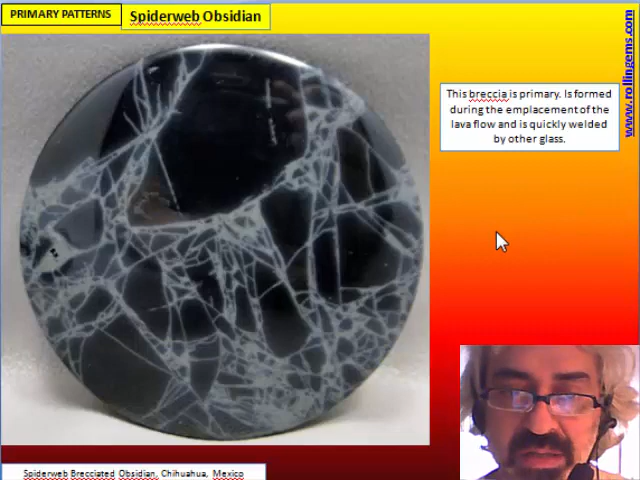 PRIMARY PATTERNS
Spiderweb Obsidian
www.rollingems.com
This breccia is primary. Is formed
during the emplacement of the
lava flow and is quickly welded
by other glass.
Spiderweb Brecciated Obsidian, Chihuahua, Mexico